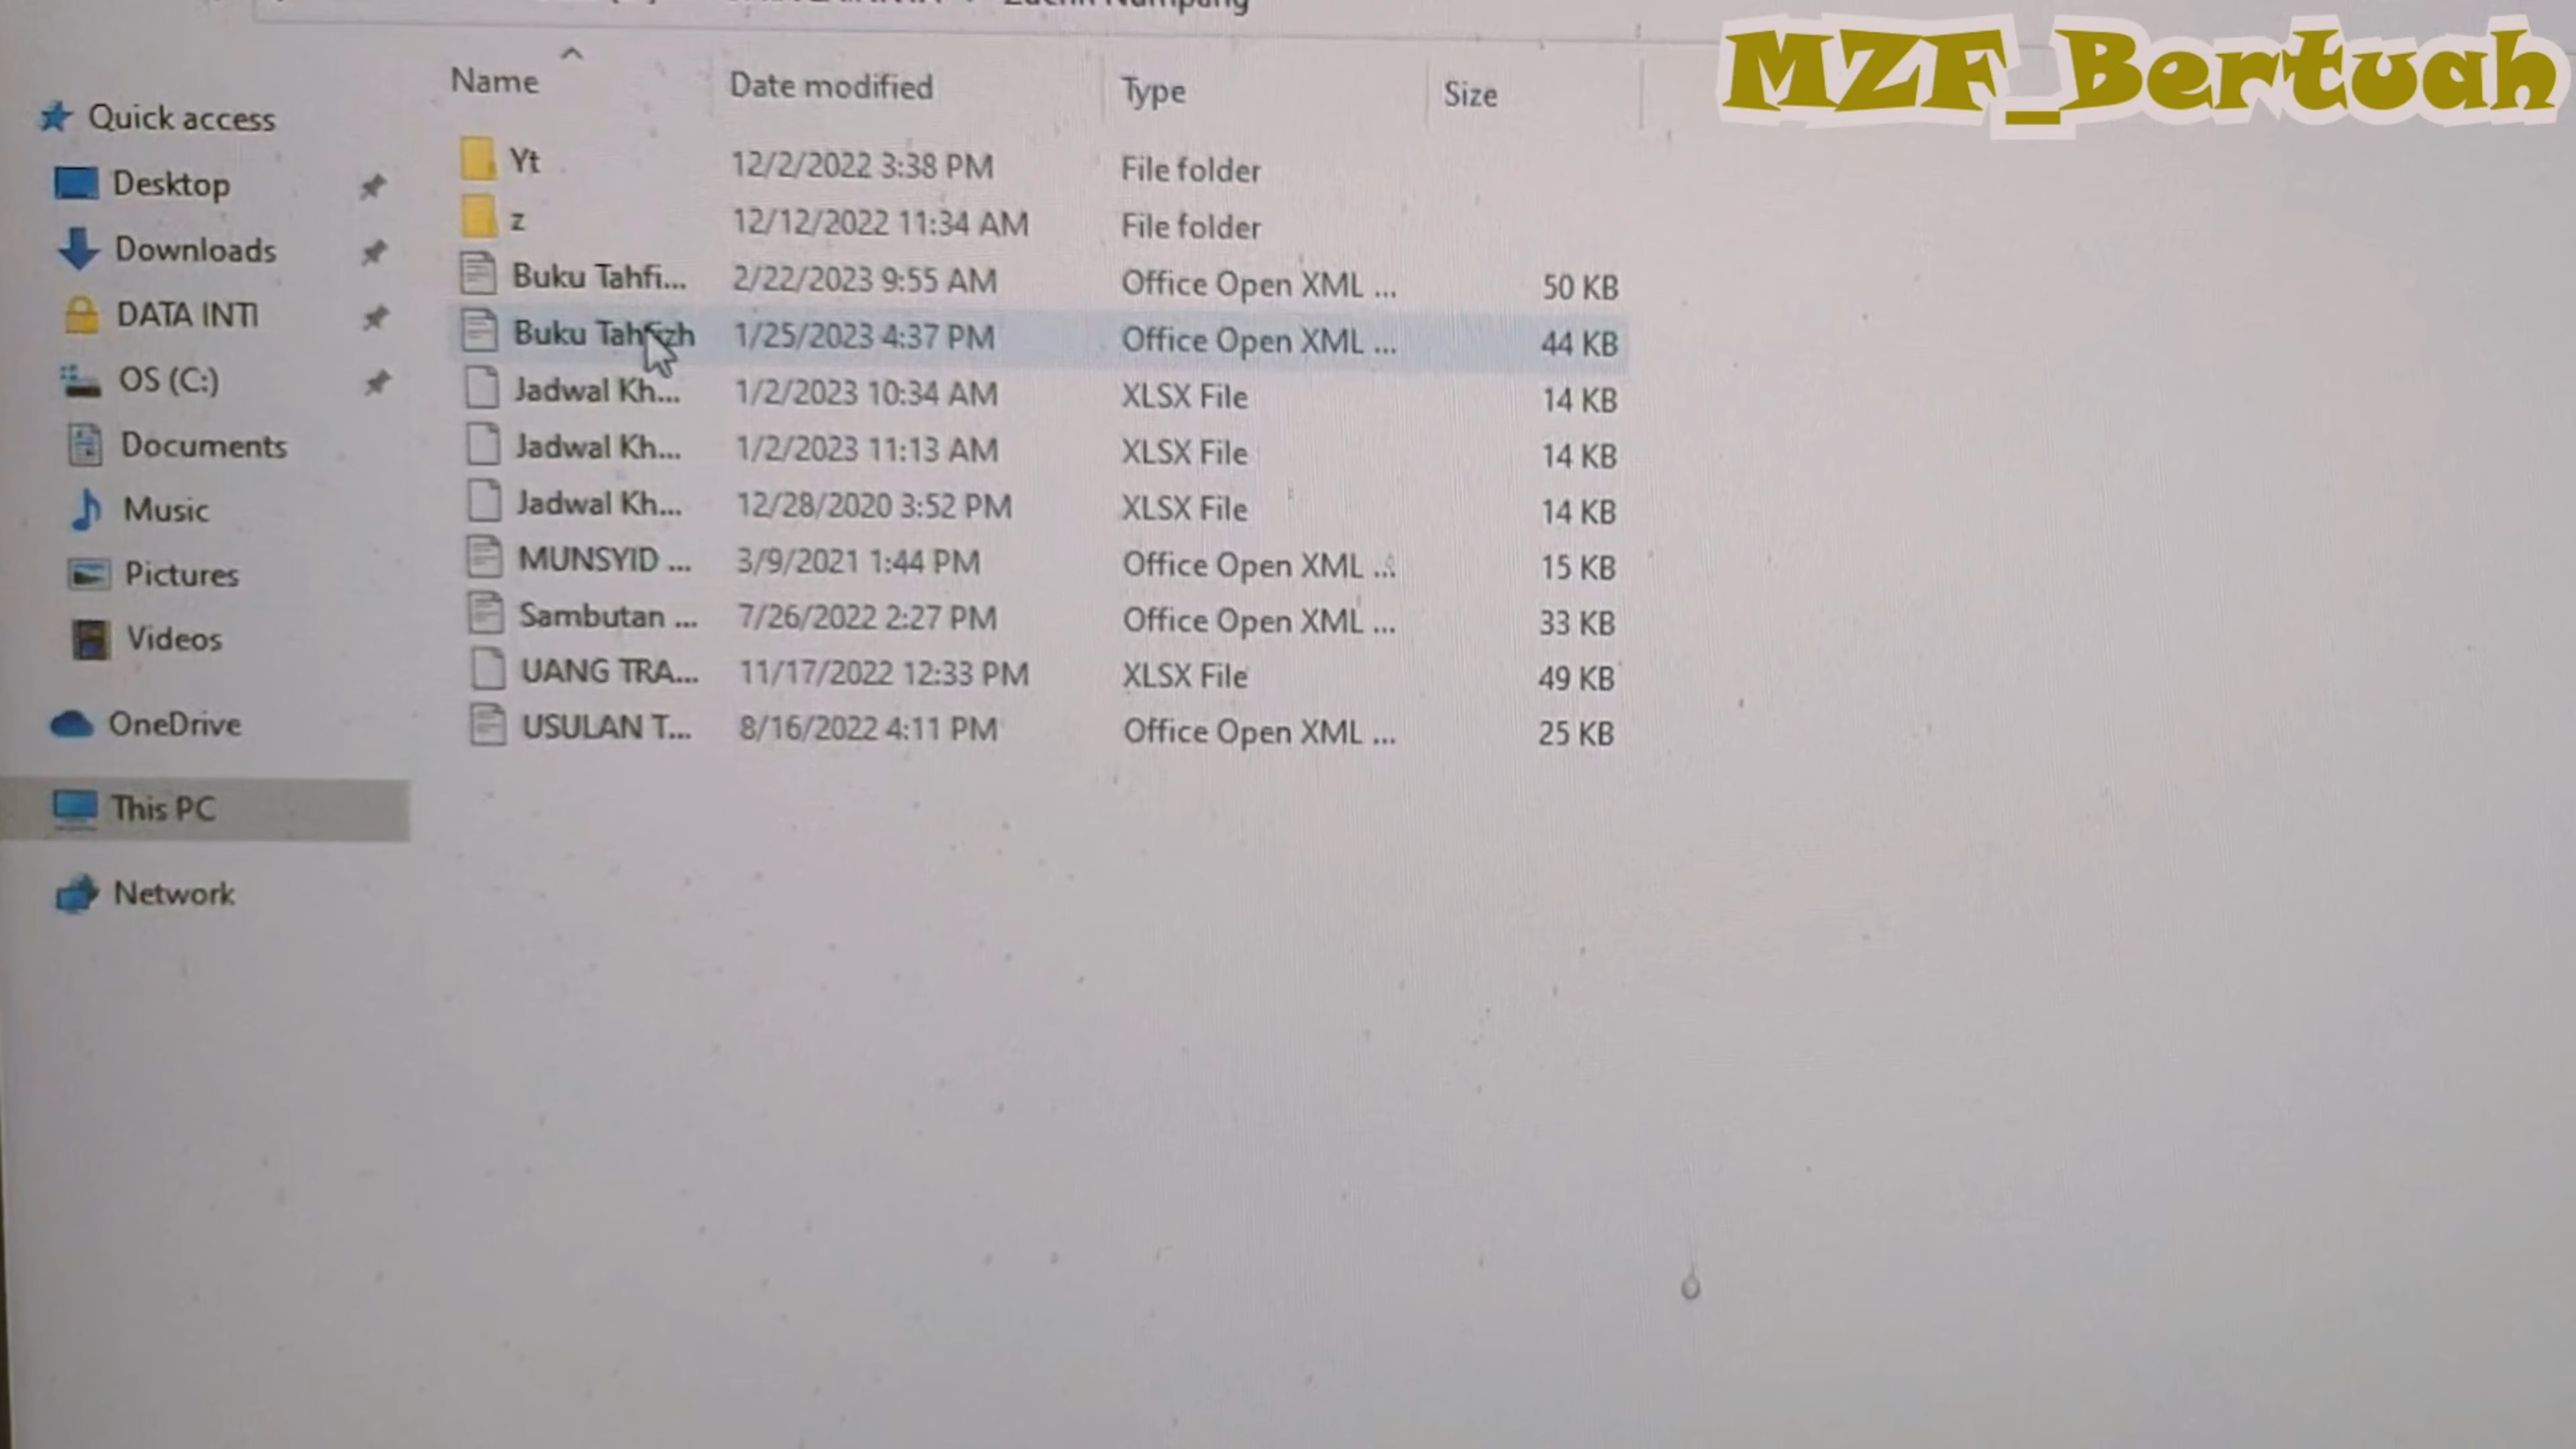 Numpang
MZF_Bertuah
Name Date modified Type Size
Quick access
Desktop
Downloads
DATA INTI
OS (C:)
Documents
Music
Pictures
Videos
OneDrive
This PC
Network
Yt 12/2/2022 3:38 PM File folder
z 12/12/2022 11:34 AM File folder
Buku Tahfi... 2/22/2023 9:55 AM Office Open XML ... 50 KB
Buku Tahfizh 1/25/2023 4:37 PM Office Open XML ... 44 KB
Jadwal Kh... 1/2/2023 10:34 AM XLSX File 14 KB
Jadwal Kh... 1/2/2023 11:13 AM XLSX File 14 KB
Jadwal Kh... 12/28/2020 3:52 PM XLSX File 14 KB
MUNSYID ... 3/9/2021 1:44 PM Office Open XML ... 15 KB
Sambutan ... 7/26/2022 2:27 PM Office Open XML ... 33 KB
UANG TRA... 11/17/2022 12:33 PM XLSX File 49 KB
USULAN T... 8/16/2022 4:11 PM Office Open XML ... 25 KB